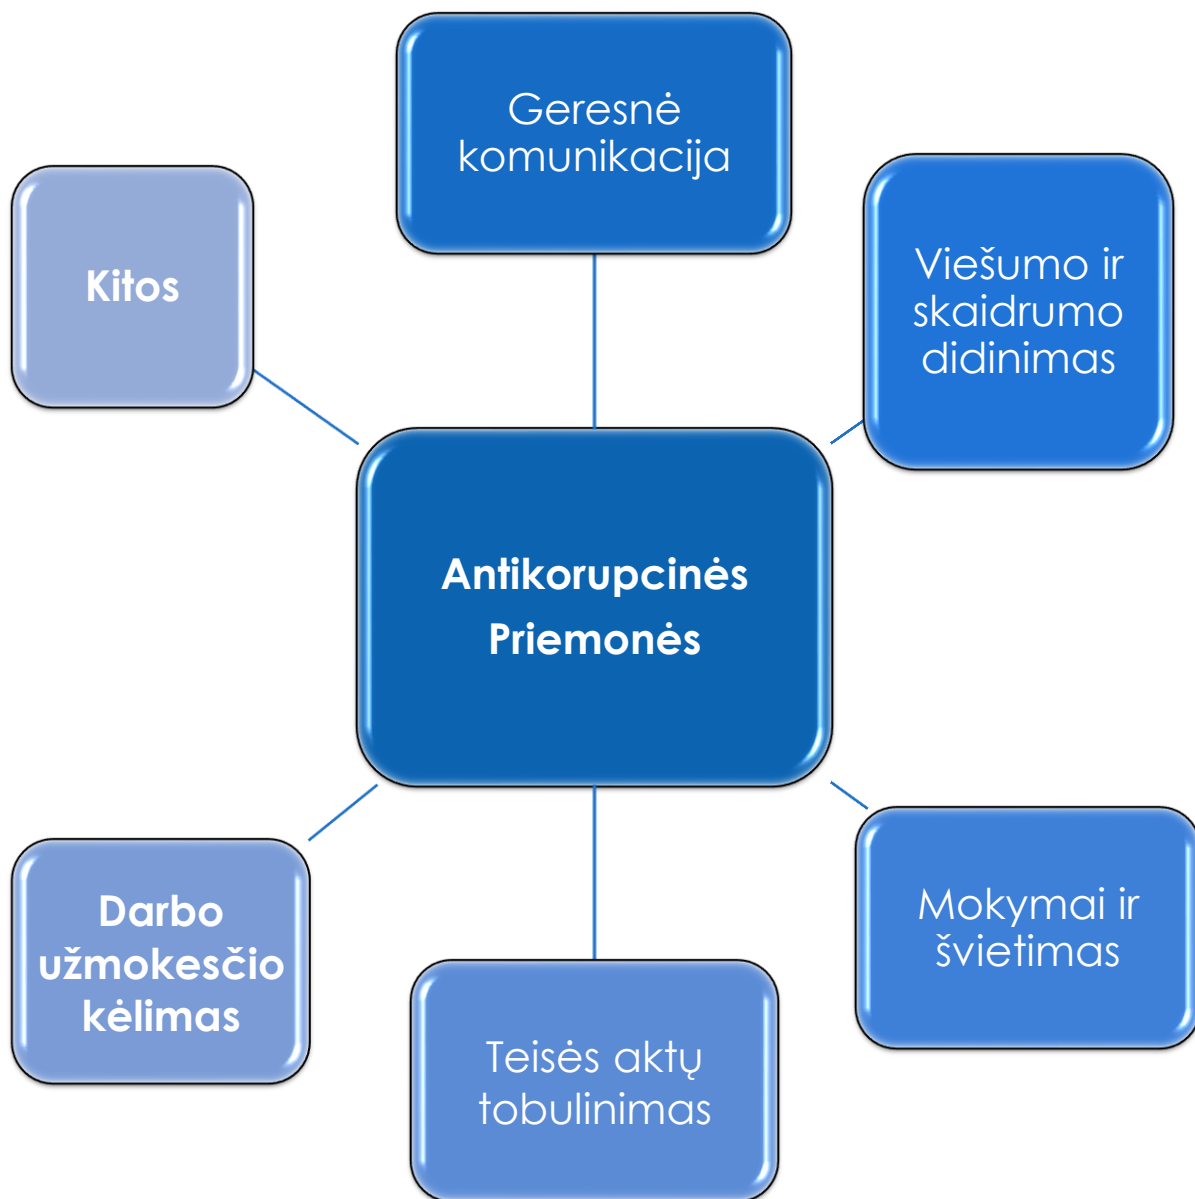 Geresnė
komunikacija
Kitos
Viešumo ir
skaidrumo
didinimas
Antikorupcinės
Priemonės
Darbo
užmokesčio
kėlimas
Mokymai ir
švietimas
Teisės aktų
tobulinimas